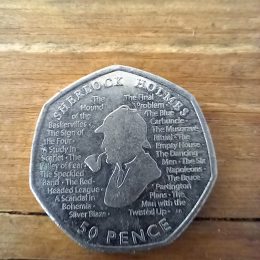 SHERLOCK HOLMES
The
Hound
of the
Baskervilles
The Sign of
the Four
A Study in
Scarlet • The
Valley of Fear
The Speckled
Band • The Red-
Headed League
A Scandal in
Bohemia
Silver Blaze
The Final
Problem
The Blue
Carbuncle
The Musgrave
Ritual • The
Empty House
The Dancing
Men • The Six
Napoleons
The Bruce
Partington
Plans • The
Man with the
Twisted Lip
50 PENCE